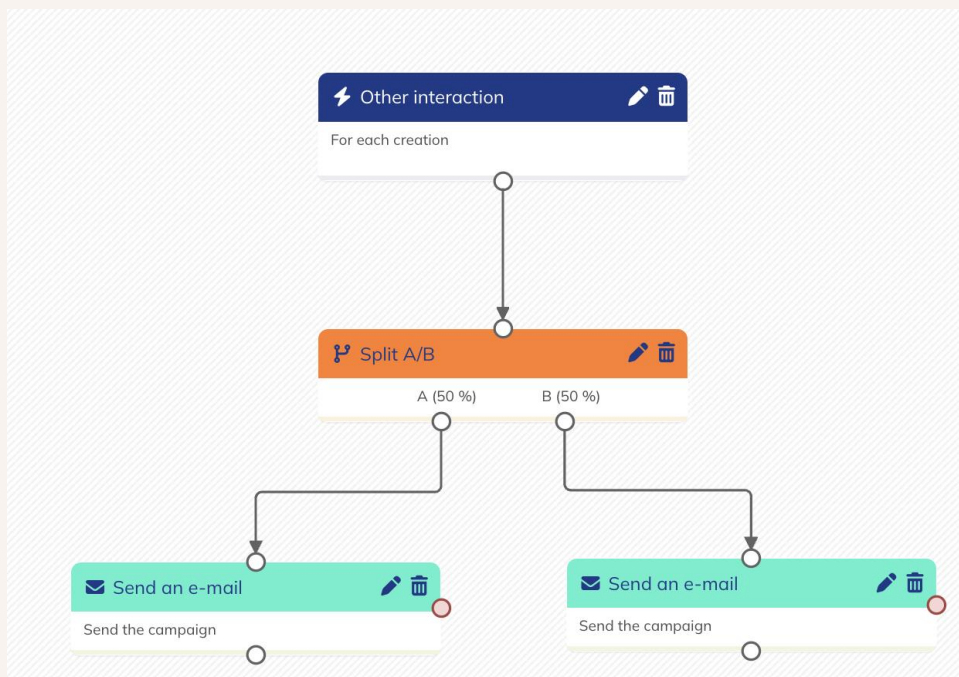 Other interaction
For each creation
Split A/B
A (50 %) B (50 %)
Send an e-mail
Send the campaign
Send an e-mail
Send the campaign